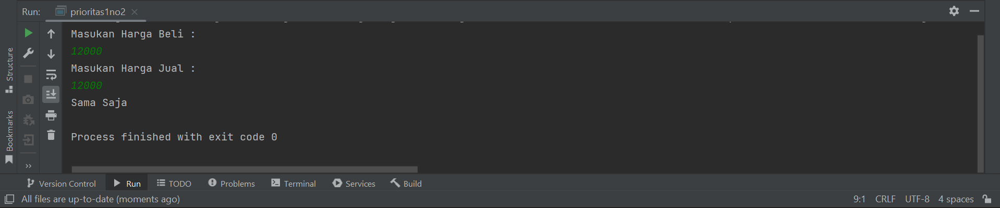 Run: prioritas1no2
Masukan Harga Beli :
12000
Masukan Harga Jual :
12000
Sama Saja
Process finished with exit code 0
Structure
Bookmarks
Version Control Run TODO Problems Terminal Services Build
All files are up-to-date (moments ago) 9:1 CRLF UTF-8 4 spaces